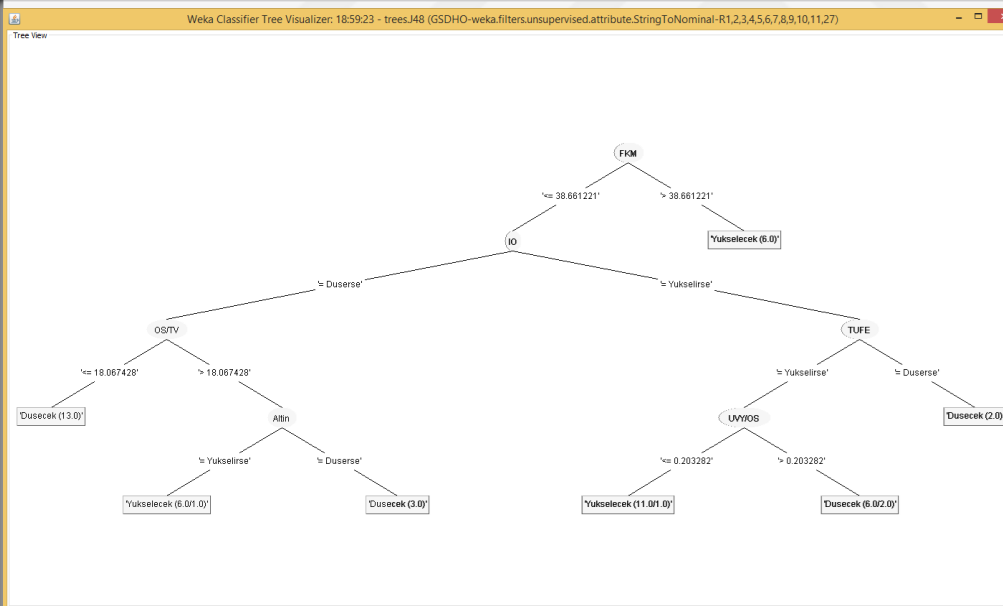 Weka Classifier Tree Visualizer: 18:59:23 - trees.J48 (GSDHO-weka.filters.unsupervised.attribute.StringToNominal-R1,2,3,4,5,6,7,8,9,10,11,27)
Tree View
FKM
'<= 38.661221'
'> 38.661221'
IO
'Yukselecek (6.0)'
'= Duserse'
'= Yukselirse'
OS/TV
TUFE
'<= 18.067428'
'> 18.067428'
'= Yukselirse'
'= Duserse'
'Dusecek (13.0)'
Altin
UVY/OS
'Dusecek (2.0)
'= Yukselirse'
'= Duserse'
'<= 0.203282'
'> 0.203282'
'Yukselecek (6.0/1.0)'
'Dusecek (3.0)'
'Yukselecek (11.0/1.0)'
'Dusecek (6.0/2.0)'